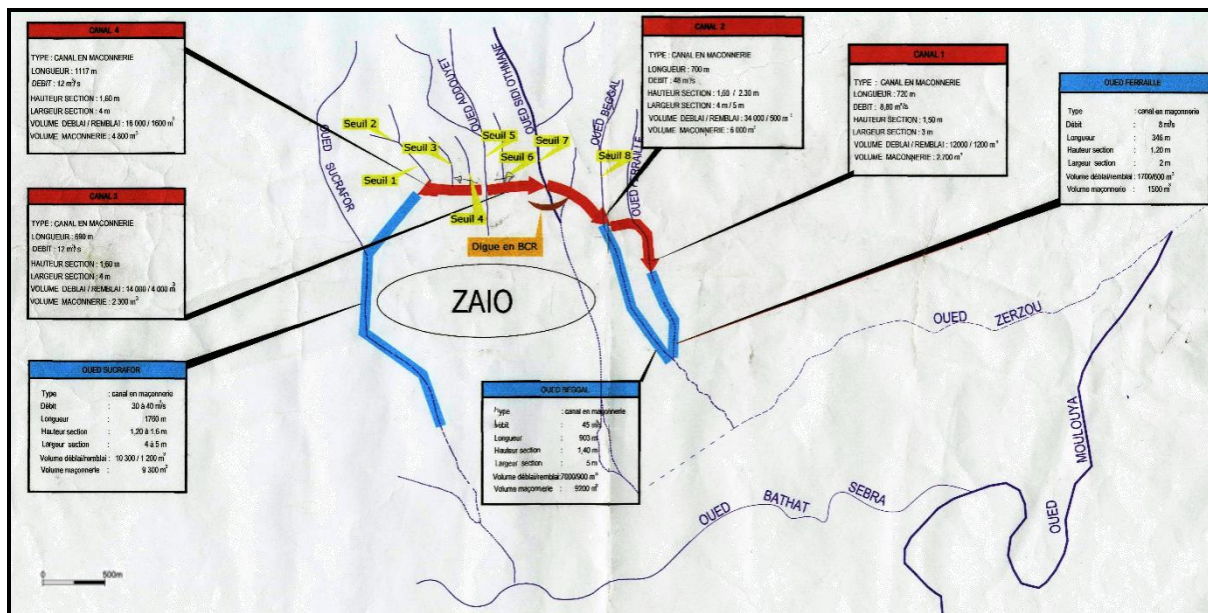 CANAL 4
TYPE : CANAL EN MACONNERIE
LONGUEUR : 1117 m
DEBIT : 12 m³/s
HAUTEUR SECTION : 1,60 m
LARGEUR SECTION : 4 m
VOLUME DEBLAI / REMBLAI : 16 000 / 1600 m³
VOLUME MAÇONNERIE : 4 800 m³
CANAL 3
TYPE : CANAL EN MACONNERIE
LONGUEUR : 590 m
DEBIT : 12 m³/s
HAUTEUR SECTION : 1,60 m
LARGEUR SECTION : 4 m
VOLUME DEBLAI / REMBLAI : 14 000 / 4 000 m³
VOLUME MACONNERIE : 2 300 m³
OUED SUCRAFOR
Type : canal en maçonnerie
Débit : 30 à 40 m³/s
Longueur : 1760 m
Hauteur section : 1,20 à 1,6 m
Largeur section : 4 à 5 m
Volume déblai/remblai : 10 300 / 1 200 m³
Volume maçonnerie : 9 300 m³
CANAL 2
TYPE : CANAL EN MACONNERIE
LONGUEUR : 700 m
DEBIT : 48 m³/s
HAUTEUR SECTION : 1,60 / 2,30 m
LARGEUR SECTION : 4 m / 5 m
VOLUME DEBLAI / REMBLAI : 34 000 / 500 m³
VOLUME MACONNERIE : 6 000 m³
CANAL 1
TYPE : CANAL EN MACONNERIE
LONGUEUR : 720 m
DEBIT : 8,80 m³/s
HAUTEUR SECTION : 1,50 m
LARGEUR SECTION : 3 m
VOLUME DEBLAI / REMBLAI : 12000 / 1200 m³
VOLUME MACONNERIE : 2.700 m³
OUED FERRAILLE
Type : canal en maçonnerie
Débit : 8 m³/s
Longueur : 346 m
Hauteur section : 1,20 m
Largeur section : 2 m
Volume déblai/remblai : 1700/600 m³
Volume maçonnerie : 1500 m³
OUED BEGGAL
Type : canal en maçonnerie
Débit : 45 m³/s
Longueur : 903 m
Hauteur section : 1,40 m
Largeur section : 5 m
Volume déblai/remblai : 7000/900 m³
Volume maçonnerie : 9200 m³
OUED SUCRAFOR
OUED ADDOUYET
OUED SIDI OTHMANE
OUED BEGGAL
OUED FERRAILLE
Seuil 1
Seuil 2
Seuil 3
Seuil 4
Seuil 5
Seuil 6
Seuil 7
Seuil 8
Digue en BCR
ZAIO
OUED ZERZOU
OUED MOULOUYA
OUED BATHAT SEBRA
0 500m